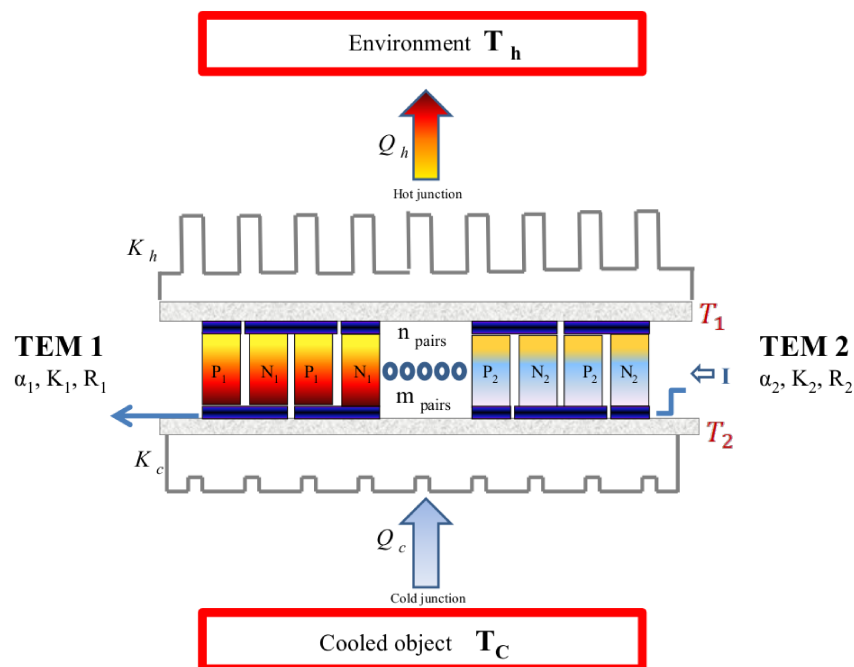 Environment T h
Q h
Hot junction
K h
T1
n pairs
TEM 1
α1, K1, R1
P1 N1 P1 N1
P2 N2 P2 N2
I
TEM 2
α2, K2, R2
m pairs
T2
K c
Q c
Cold junction
Cooled object TC